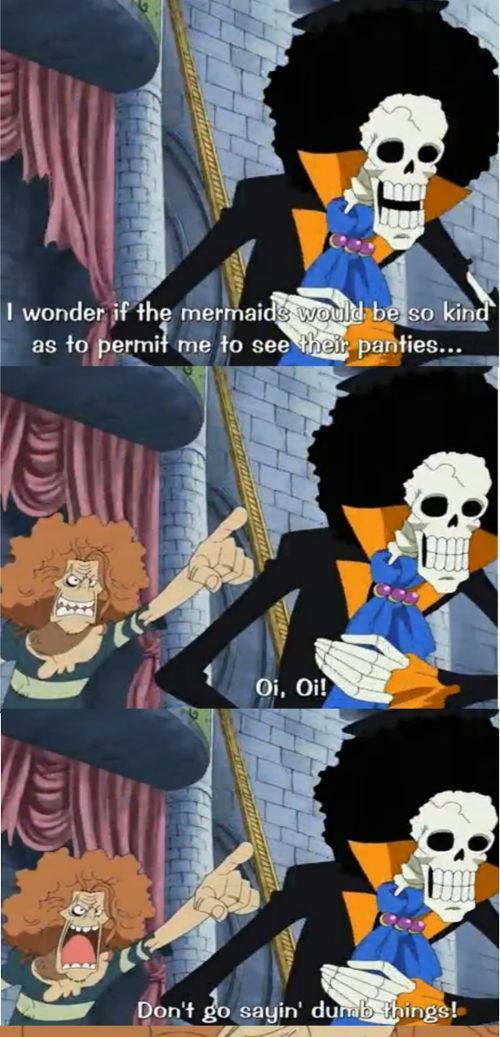 I wonder if the mermaids would be so kind
as to permit me to see their panties...
Oi, Oi!
Don't go sayin' dumb things!